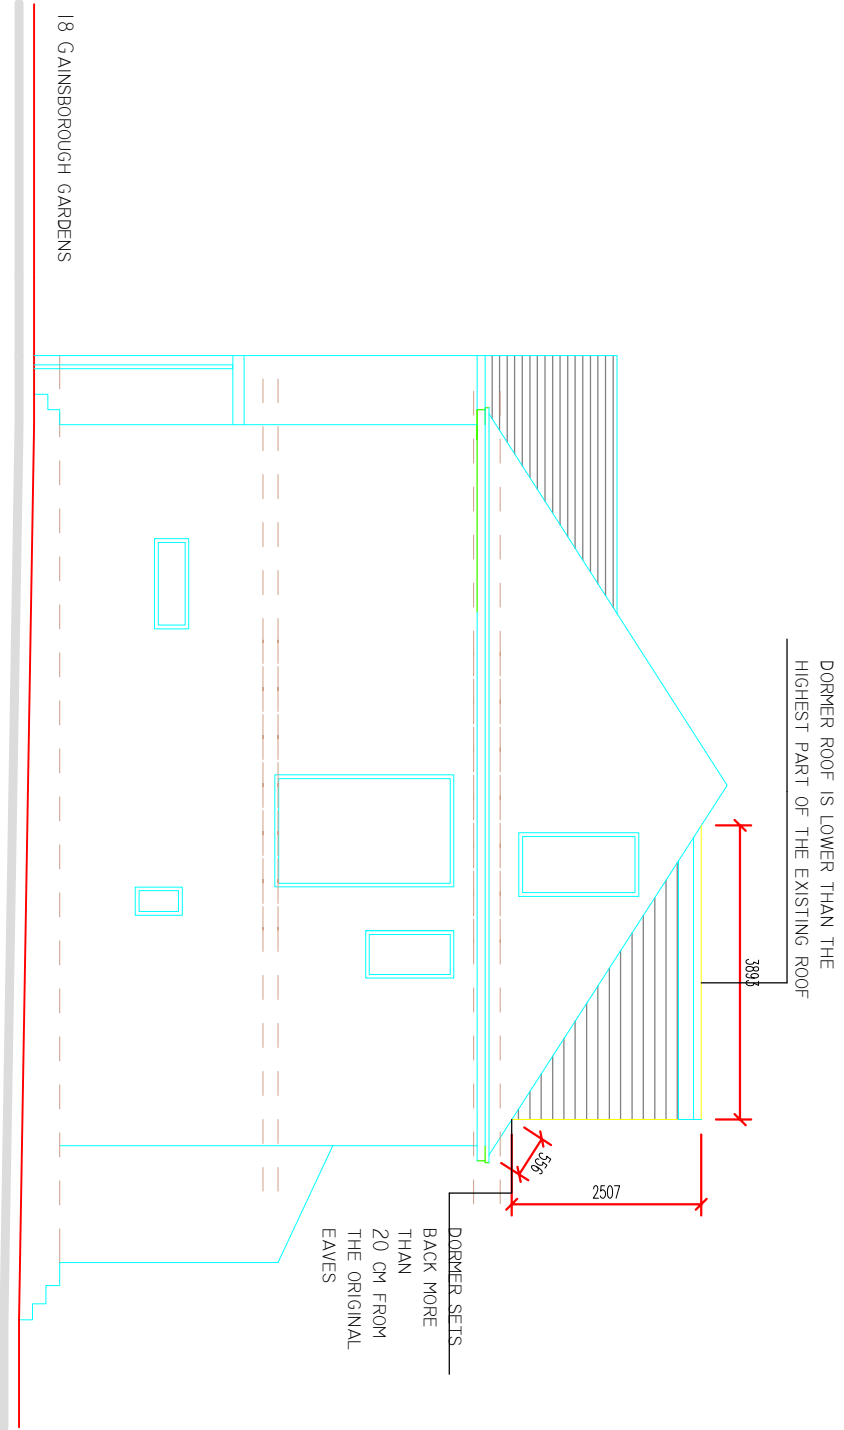 DORMER ROOF IS LOWER THAN THE
HIGHEST PART OF THE EXISTING ROOF
3893
2507
556
DORMER SETS
BACK MORE
THAN
20 CM FROM
THE ORIGINAL
EAVES
18 GAINSBOROUGH GARDENS